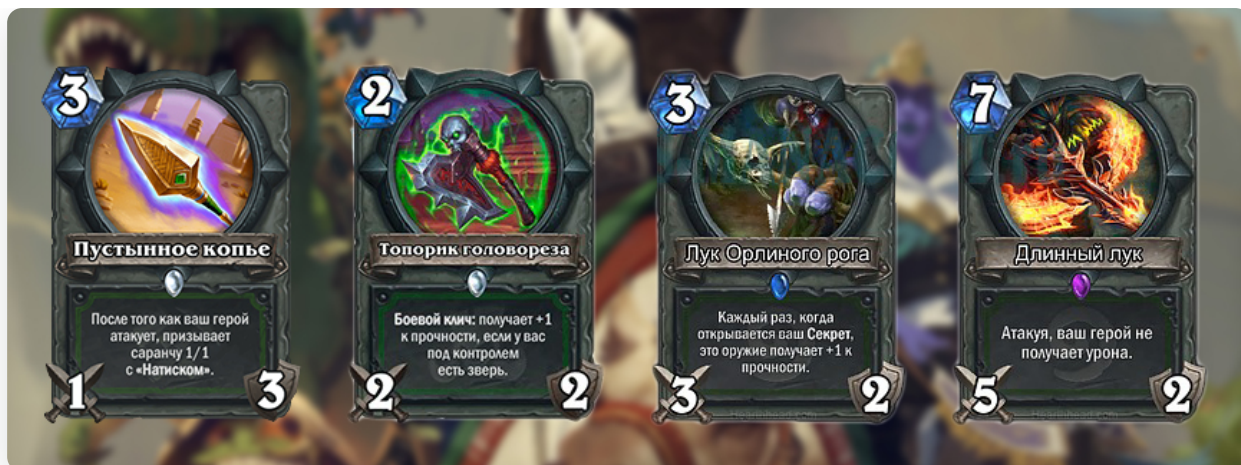 3
Пустынное копье
После того как ваш герой
атакует, призывает
саранчу 1/1
с «Натиском».
1
3
2
Топорик головореза
Боевой клич: получает +1
к прочности, если у вас
под контролем
есть зверь.
2
2
3
Лук Орлиного рога
Каждый раз, когда
открывается ваш Секрет,
это оружие получает +1 к
прочности.
3
2
7
Длинный лук
Атакуя, ваш герой не
получает урона.
5
2